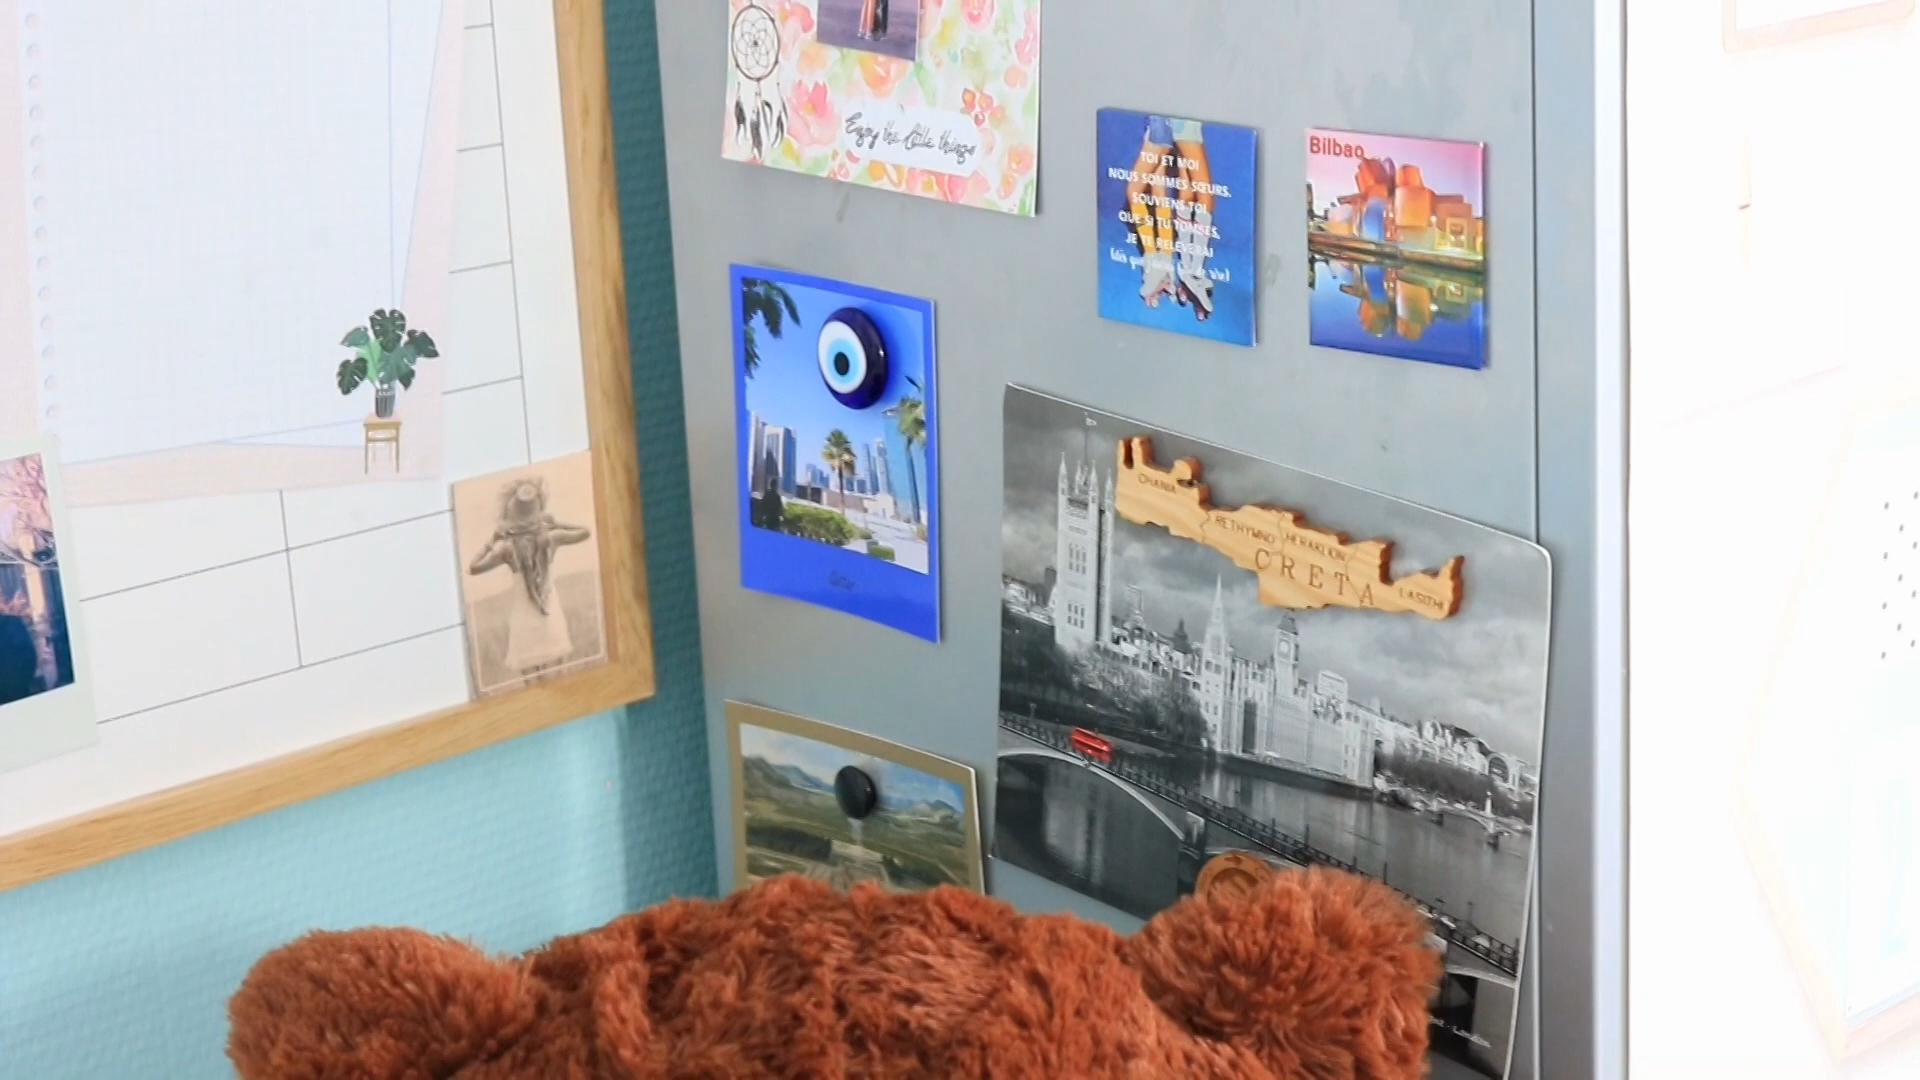 Enjoy the little things
TOI ET MOI
NOUS SOMMES SŒURS.
SOUVIENS-TOI
QUE SI TU TOMBES,
JE TE RELÈVERAI
Bilbao
CHANIA
RETHYMNO
HERAKLION
LASITHI
CRETA
London